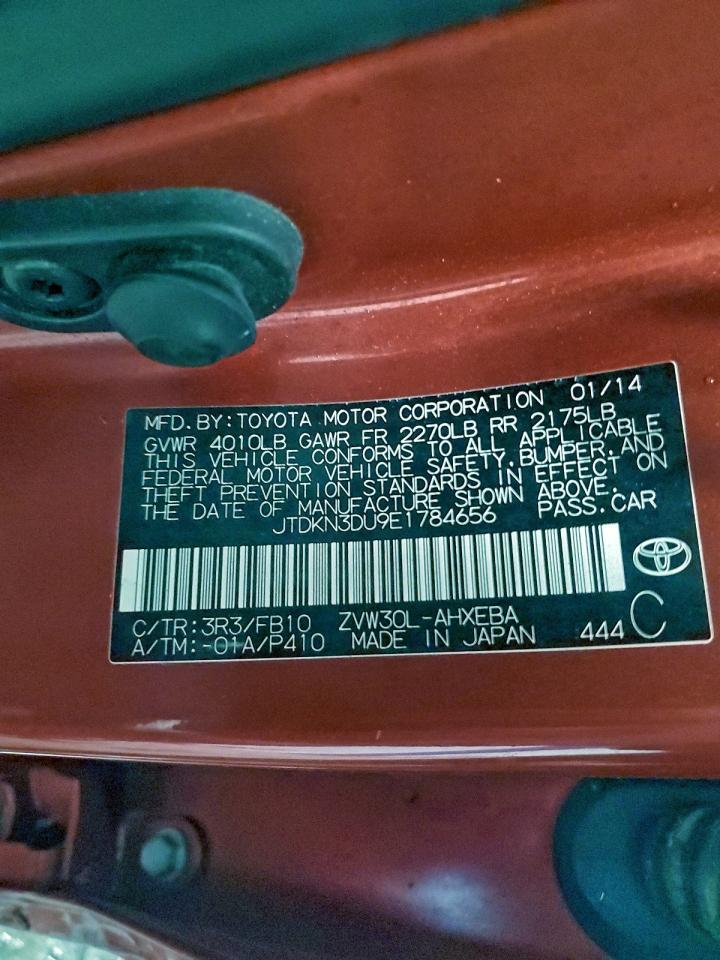 MFD. BY: TOYOTA MOTOR CORPORATION 01/14
GVWR 4010LB GAWR FR 2270LB RR 2175LB
THIS VEHICLE CONFORMS TO ALL APPLICABLE
FEDERAL MOTOR VEHICLE SAFETY, BUMPER, AND
THEFT PREVENTION STANDARDS IN EFFECT ON
THE DATE OF MANUFACTURE SHOWN ABOVE.
JTDKN3DU9E1784656 PASS. CAR
C/TR: 3R3/FB10 ZVW30L-AHXEBA
A/TM: -01A/P410 MADE IN JAPAN 444 C